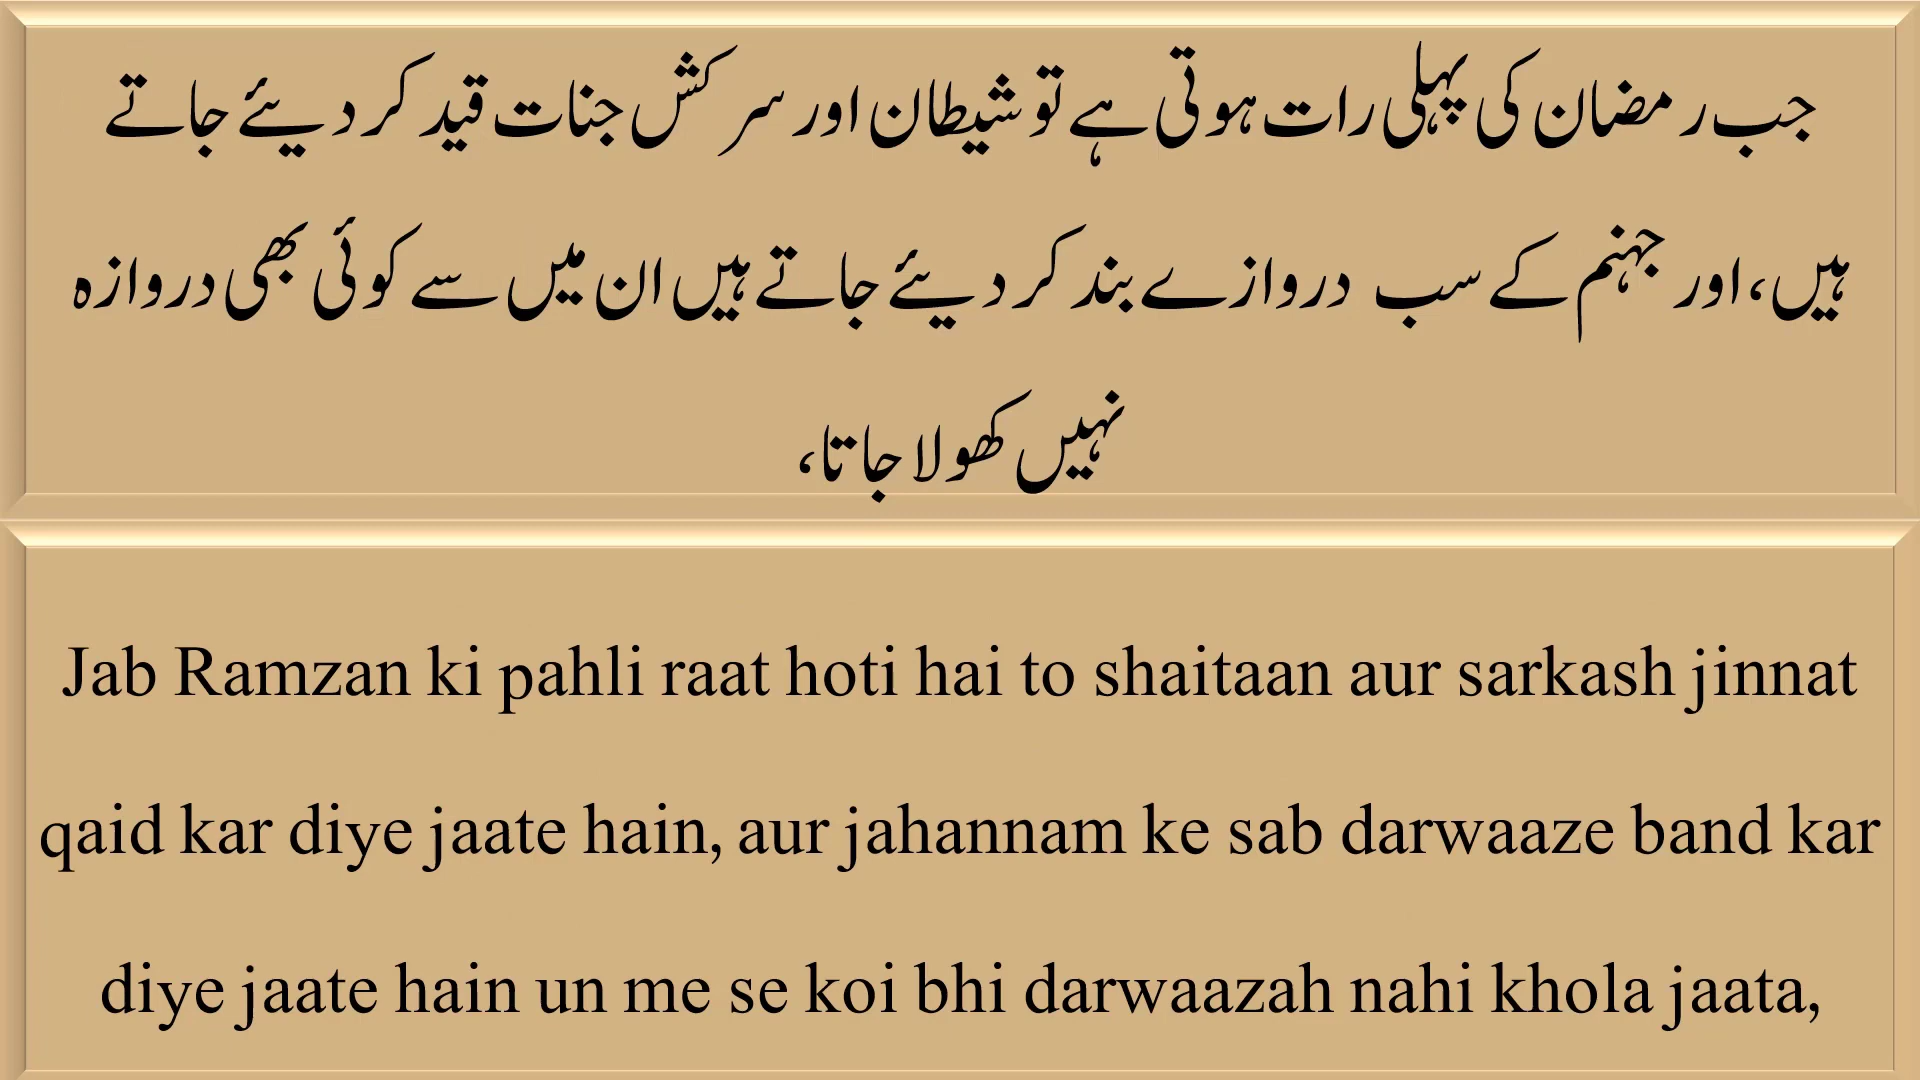 جب رمضان کی پہلی رات ہوتی ہے تو شیطان اور سرکش جنات قید کر دیئے جاتے
ہیں، اور جہنم کے سب دروازے بند کر دیئے جاتے ہیں ان میں سے کوئی بھی دروازہ
نہیں کھولا جاتا،
Jab Ramzan ki pahli raat hoti hai to shaitaan aur sarkash jinnat
qaid kar diye jaate hain, aur jahannam ke sab darwaaze band kar
diye jaate hain un me se koi bhi darwaazah nahi khola jaata,